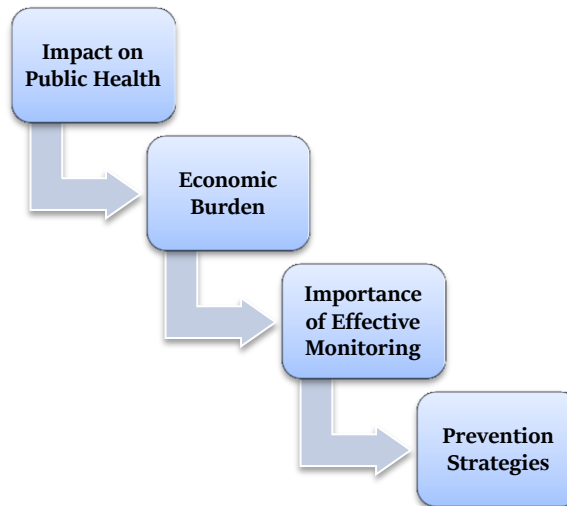 Impact on
Public Health
Economic
Burden
Importance
of Effective
Monitoring
Prevention
Strategies